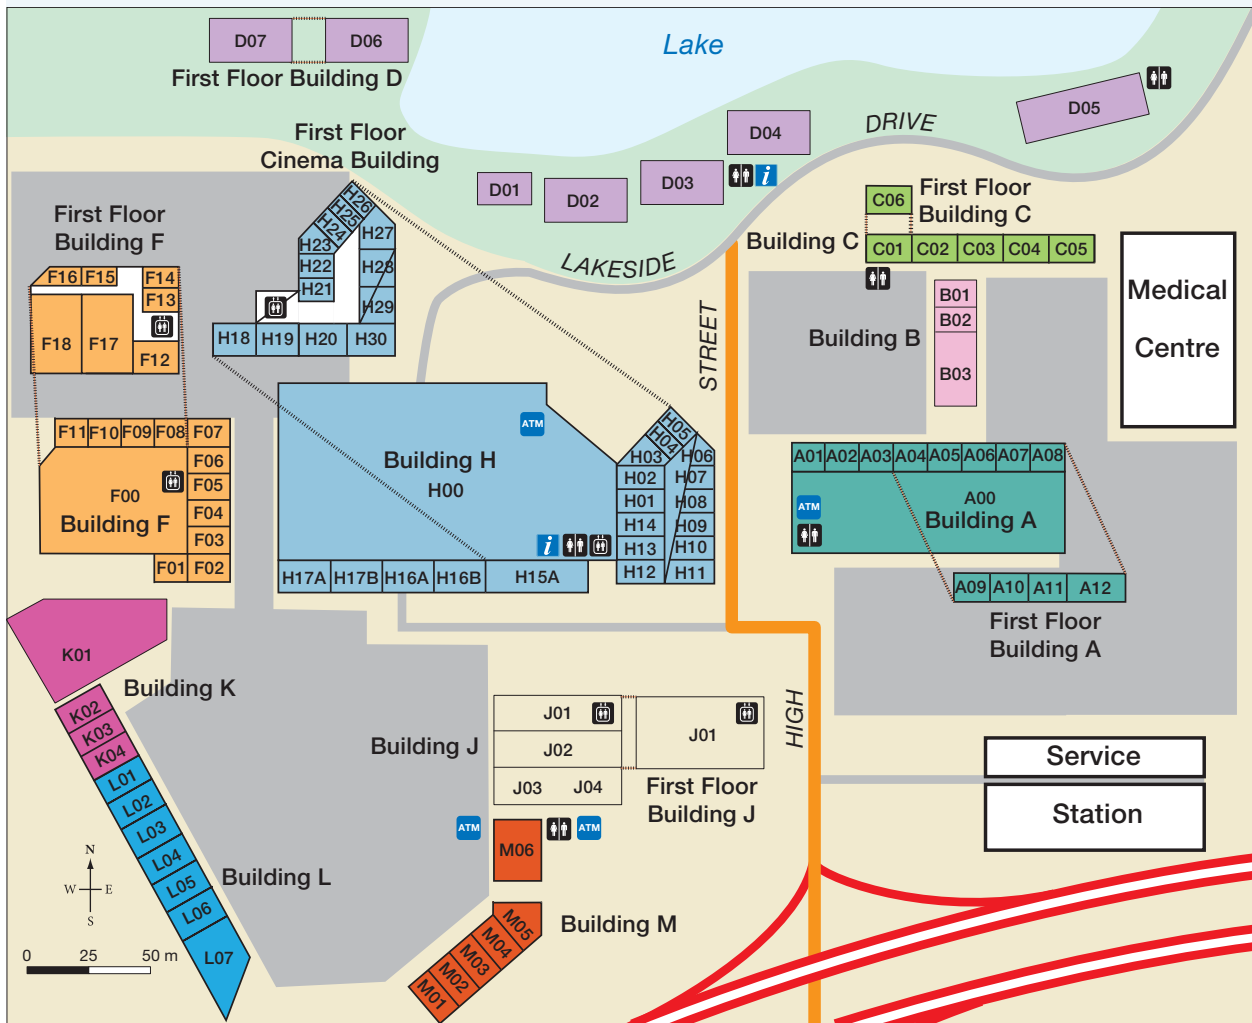 D07
D06
First Floor Building D
Lake
D05
D04
DRIVE
First Floor
Cinema Building
D03
i
D01
D02
C06
First Floor
Building C
Building C
C01
C02
C03
C04
C05
LAKESIDE
First Floor
Building F
H26
H25
H24
H23
H27
H22
H28
H21
H29
H18
H19
H20
H30
F16
F15
F14
F13
F18
F17
F12
STREET
Building B
B01
B02
B03
Medical
Centre
F11
F10
F09
F08
F07
F06
F05
F00
Building F
F04
F03
F01
F02
ATM
Building H
H00
i
H05
H04
H03
H06
H02
H07
H01
H08
H14
H09
H13
H10
H12
H11
H17A
H17B
H16A
H16B
H15A
A01
A02
A03
A04
A05
A06
A07
A08
A00
Building A
ATM
A09
A10
A11
A12
First Floor
Building A
K01
Building K
K02
K03
K04
L01
L02
L03
L04
L05
L06
L07
Building L
Building J
J01
J02
J03
J04
J01
First Floor
Building J
HIGH
Service
Station
ATM
ATM
M06
Building M
M05
M04
M03
M02
M01
N
W
E
S
0
25
50 m